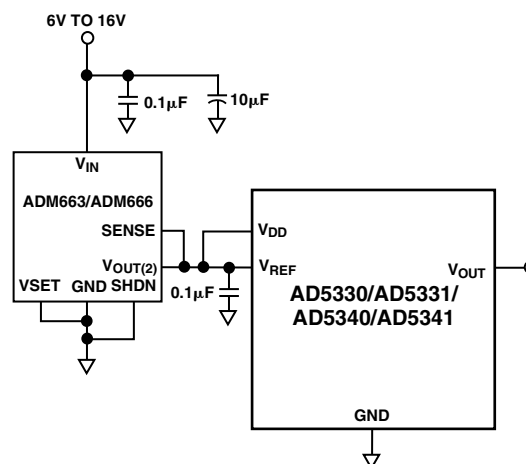 6V TO 16V
0.1μF
10μF
VIN
ADM663/ADM666
SENSE
VOUT(2)
VSET
GND
SHDN
0.1μF
VDD
VREF
VOUT
AD5330/AD5331/
AD5340/AD5341
GND